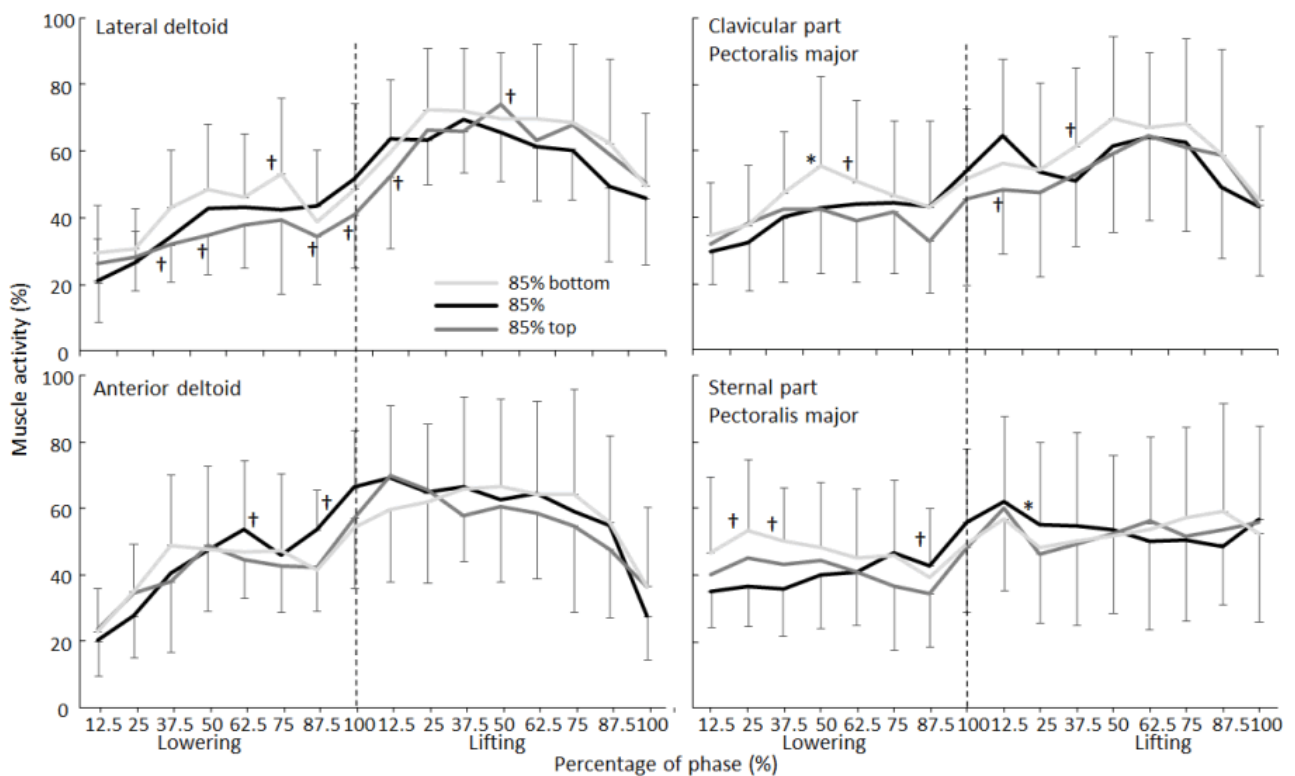 100
Lateral deltoid
Clavicular part
Pectoralis major
80
†
*
†
†
60
†
†
†
40
†
†
†
†
85% bottom
85%
85% top
20
0
Muscle activity (%)
100
Anterior deltoid
Sternal part
Pectoralis major
80
60
†
†
†
†
†
*
40
20
0
12.5 25 37.5 50 62.5 75 87.5 100 12.5 25 37.5 50 62.5 75 87.5 100
12.5 25 37.5 50 62.5 75 87.5 100 12.5 25 37.5 50 62.5 75 87.5 100
Lowering Lifting
Lowering Lifting
Percentage of phase (%)